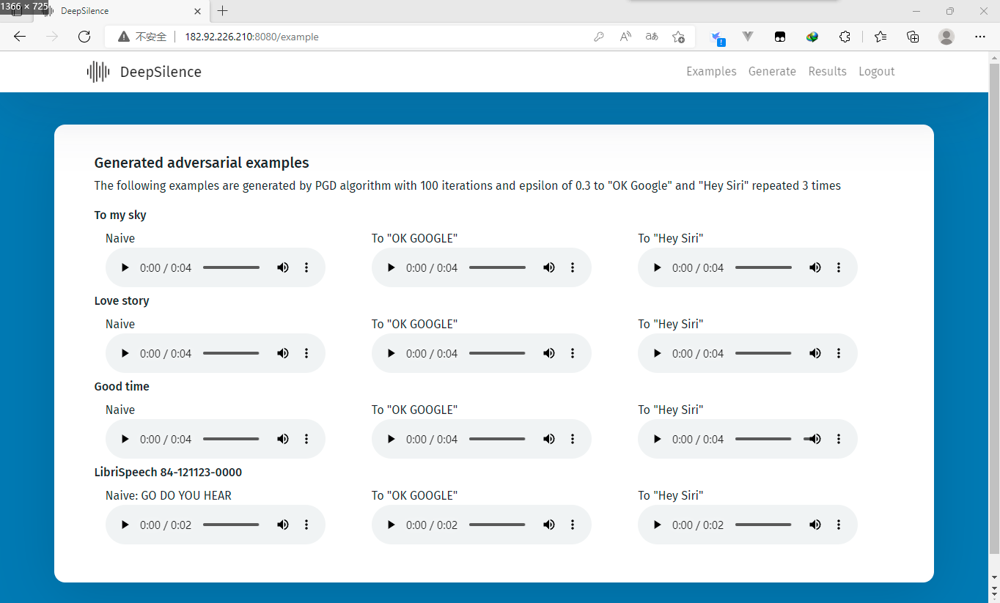 1366 × 725
DeepSilence
不安全 182.92.226.210:8080/example
DeepSilence Examples Generate Results Logout
Generated adversarial examples
The following examples are generated by PGD algorithm with 100 iterations and epsilon of 0.3 to "OK Google" and "Hey Siri" repeated 3 times
To my sky
Naive To "OK GOOGLE" To "Hey Siri"
0:00 / 0:04 0:00 / 0:04 0:00 / 0:04
Love story
Naive To "OK GOOGLE" To "Hey Siri"
0:00 / 0:04 0:00 / 0:04 0:00 / 0:04
Good time
Naive To "OK GOOGLE" To "Hey Siri"
0:00 / 0:04 0:00 / 0:04 0:00 / 0:04
LibriSpeech 84-121123-0000
Naive: GO DO YOU HEAR To "OK GOOGLE" To "Hey Siri"
0:00 / 0:02 0:00 / 0:02 0:00 / 0:02